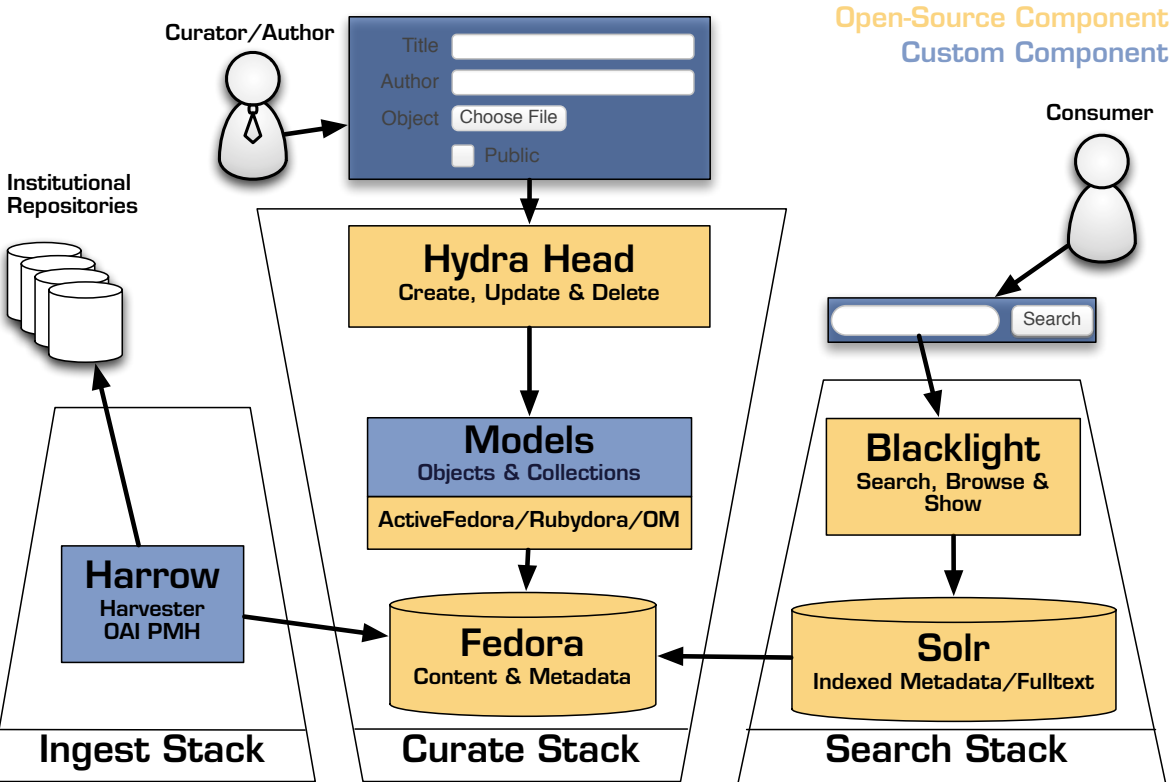 Open-Source Component
Custom Component
Curator/Author
Title
Author
Object
Choose File
Public
Consumer
Institutional
Repositories
Search
Hydra Head
Create, Update & Delete
Models
Objects & Collections
ActiveFedora/Rubydora/OM
Blacklight
Search, Browse &
Show
Harrow
Harvester
OAI PMH
Fedora
Content & Metadata
Solr
Indexed Metadata/Fulltext
Ingest Stack
Curate Stack
Search Stack